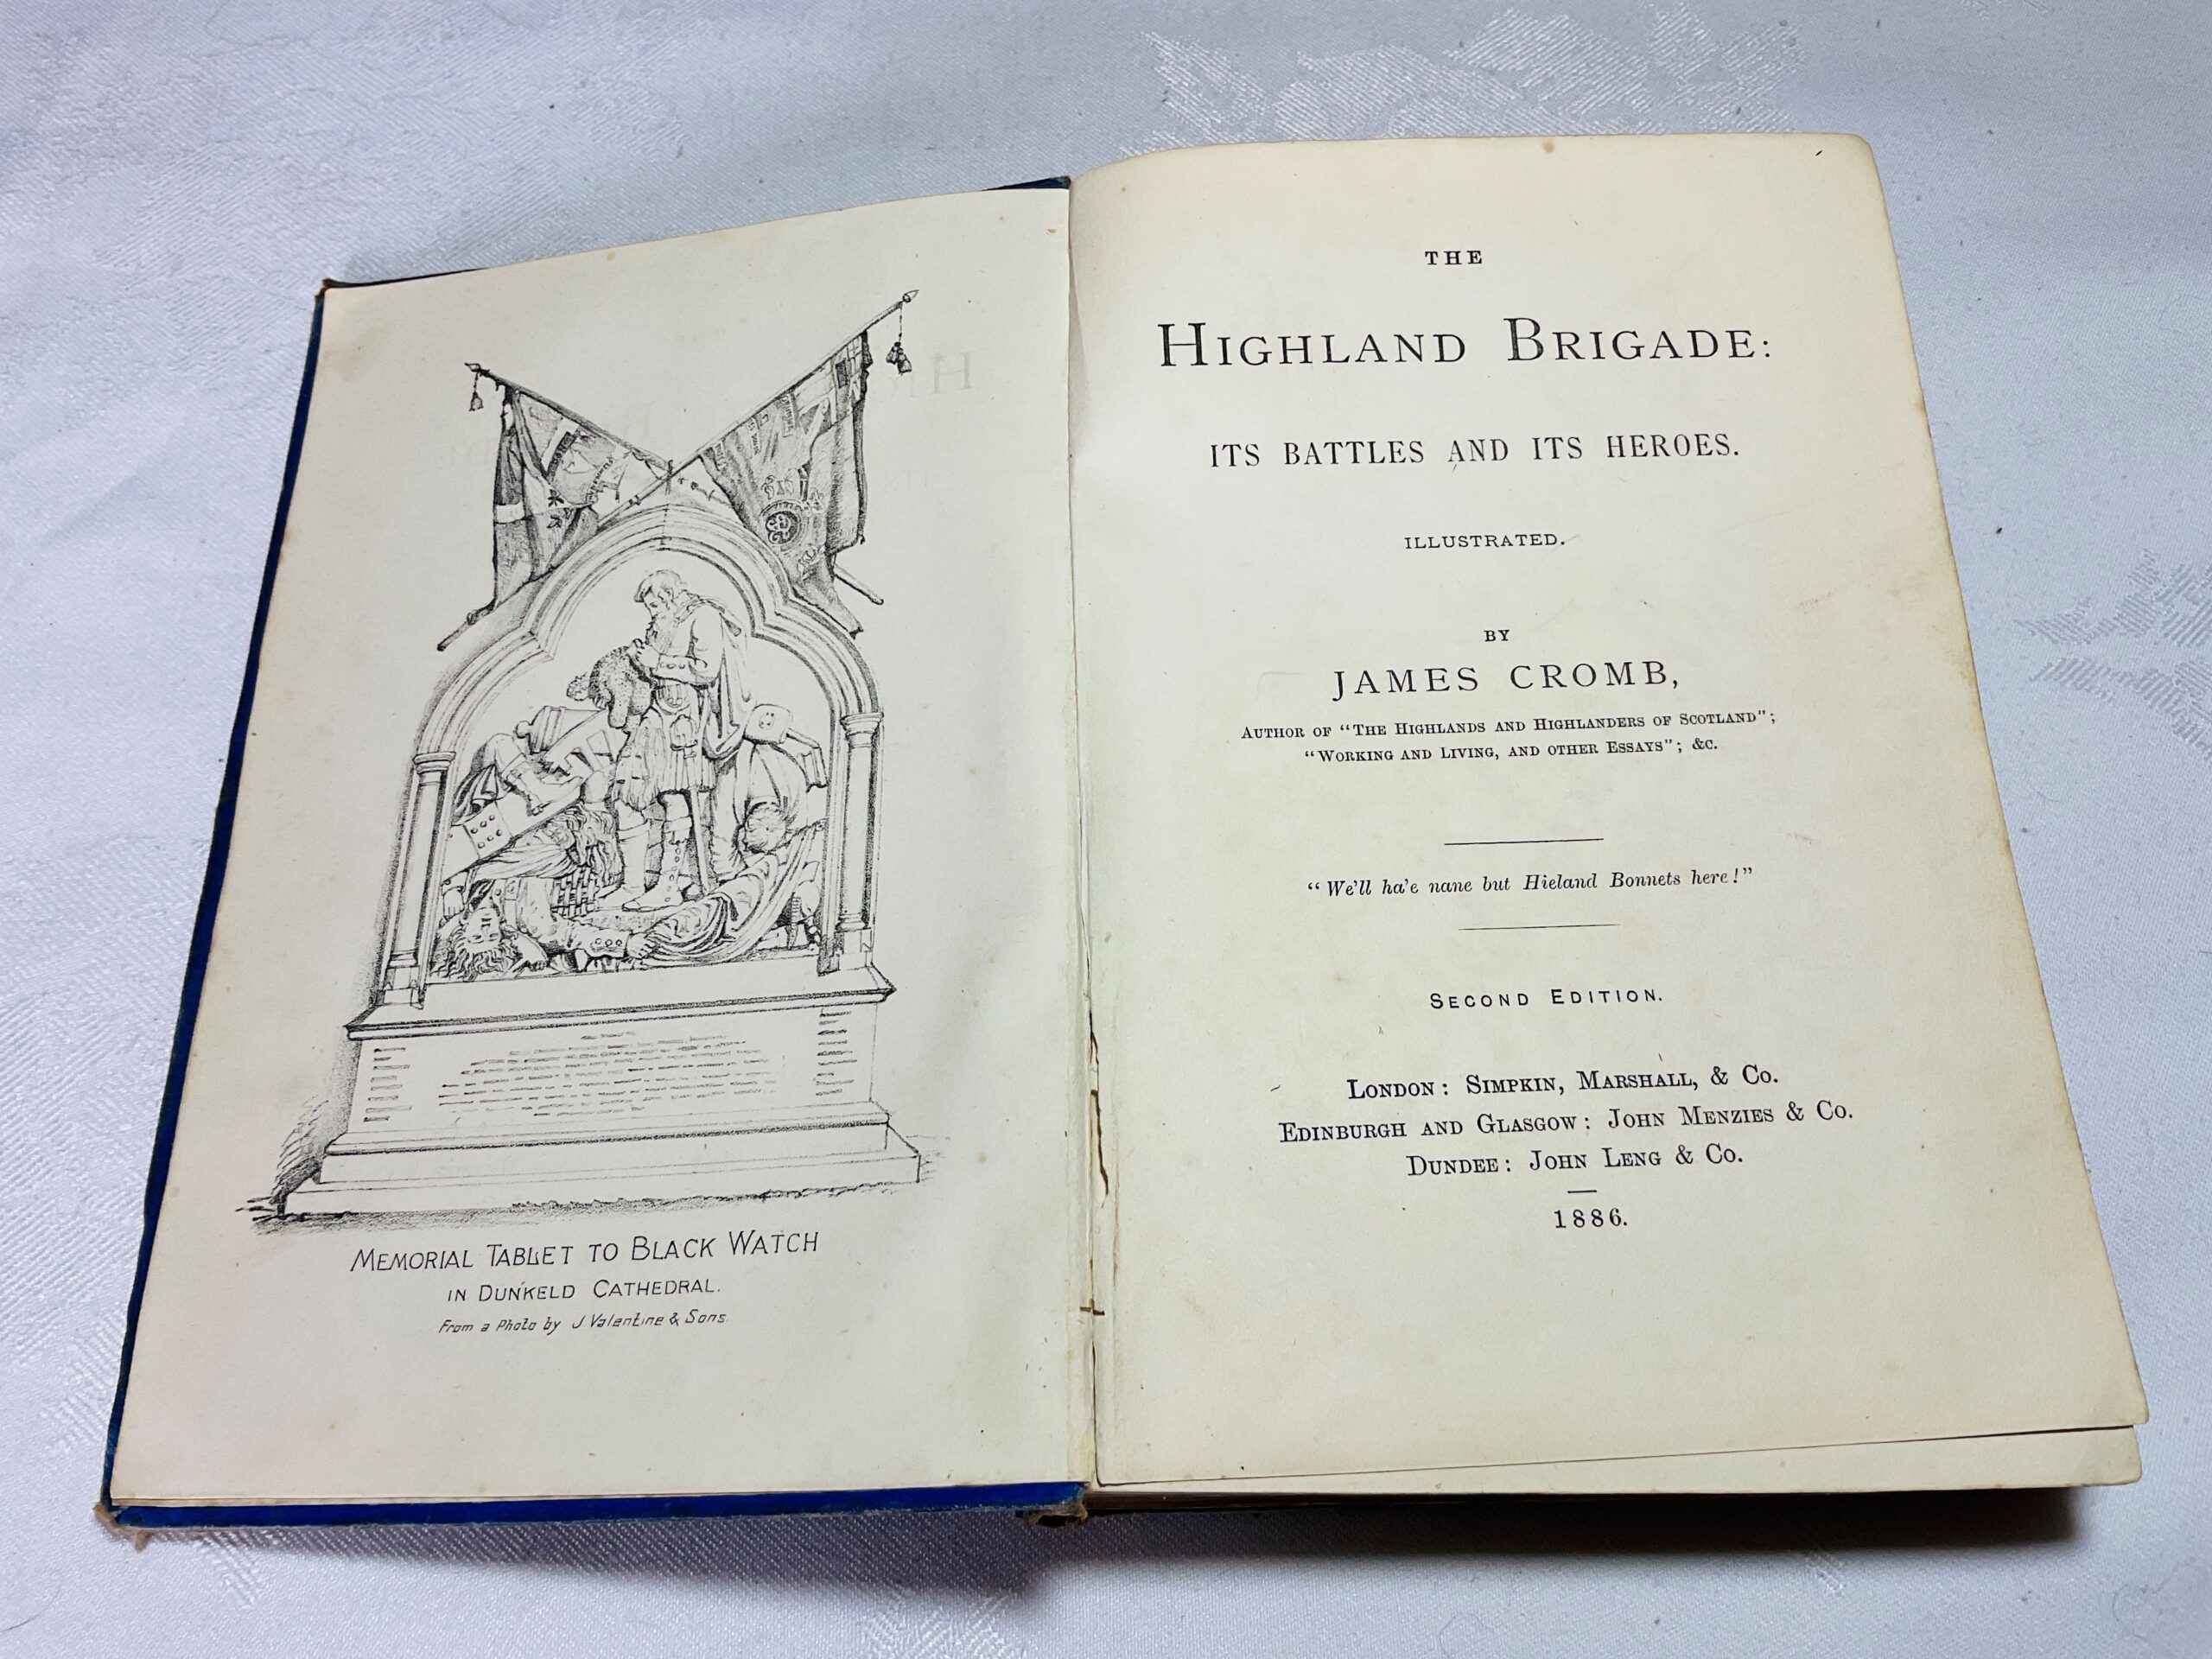 MEMORIAL TABLET TO BLACK WATCH
IN DUNKELD CATHEDRAL.
From a Photo by J Valentine & Sons.
THE
HIGHLAND BRIGADE:
ITS BATTLES AND ITS HEROES.
ILLUSTRATED.
BY
JAMES CROMB,
AUTHOR OF "THE HIGHLANDS AND HIGHLANDERS OF SCOTLAND";
"WORKING AND LIVING, AND OTHER ESSAYS"; &C.
"We'll ha'e nane but Hieland Bonnets here!"
SECOND EDITION.
LONDON: SIMPKIN, MARSHALL, & CO.
EDINBURGH AND GLASGOW: JOHN MENZIES & CO.
DUNDEE: JOHN LENG & CO.
1886.